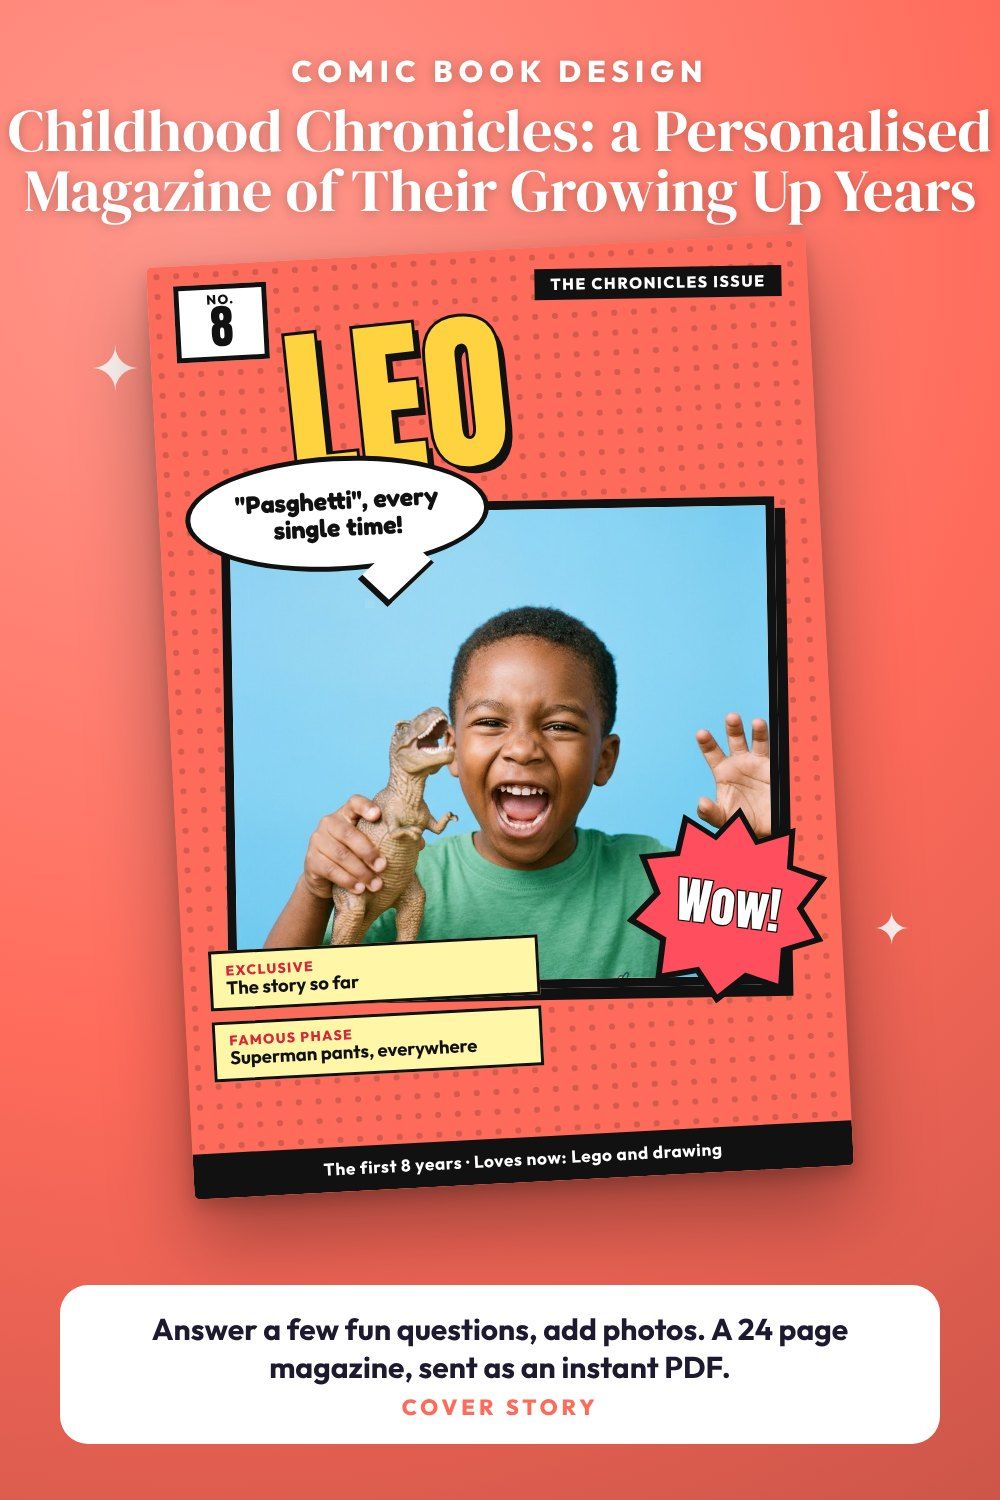 COMIC BOOK DESIGN
Childhood Chronicles: a Personalised
Magazine of Their Growing Up Years
THE CHRONICLES ISSUE
NO.
8
LEO
"Pasghetti", every
single time!
Wow!
EXCLUSIVE
The story so far
FAMOUS PHASE
Superman pants, everywhere
The first 8 years · Loves now: Lego and drawing
Answer a few fun questions, add photos. A 24 page
magazine, sent as an instant PDF.
COVER STORY